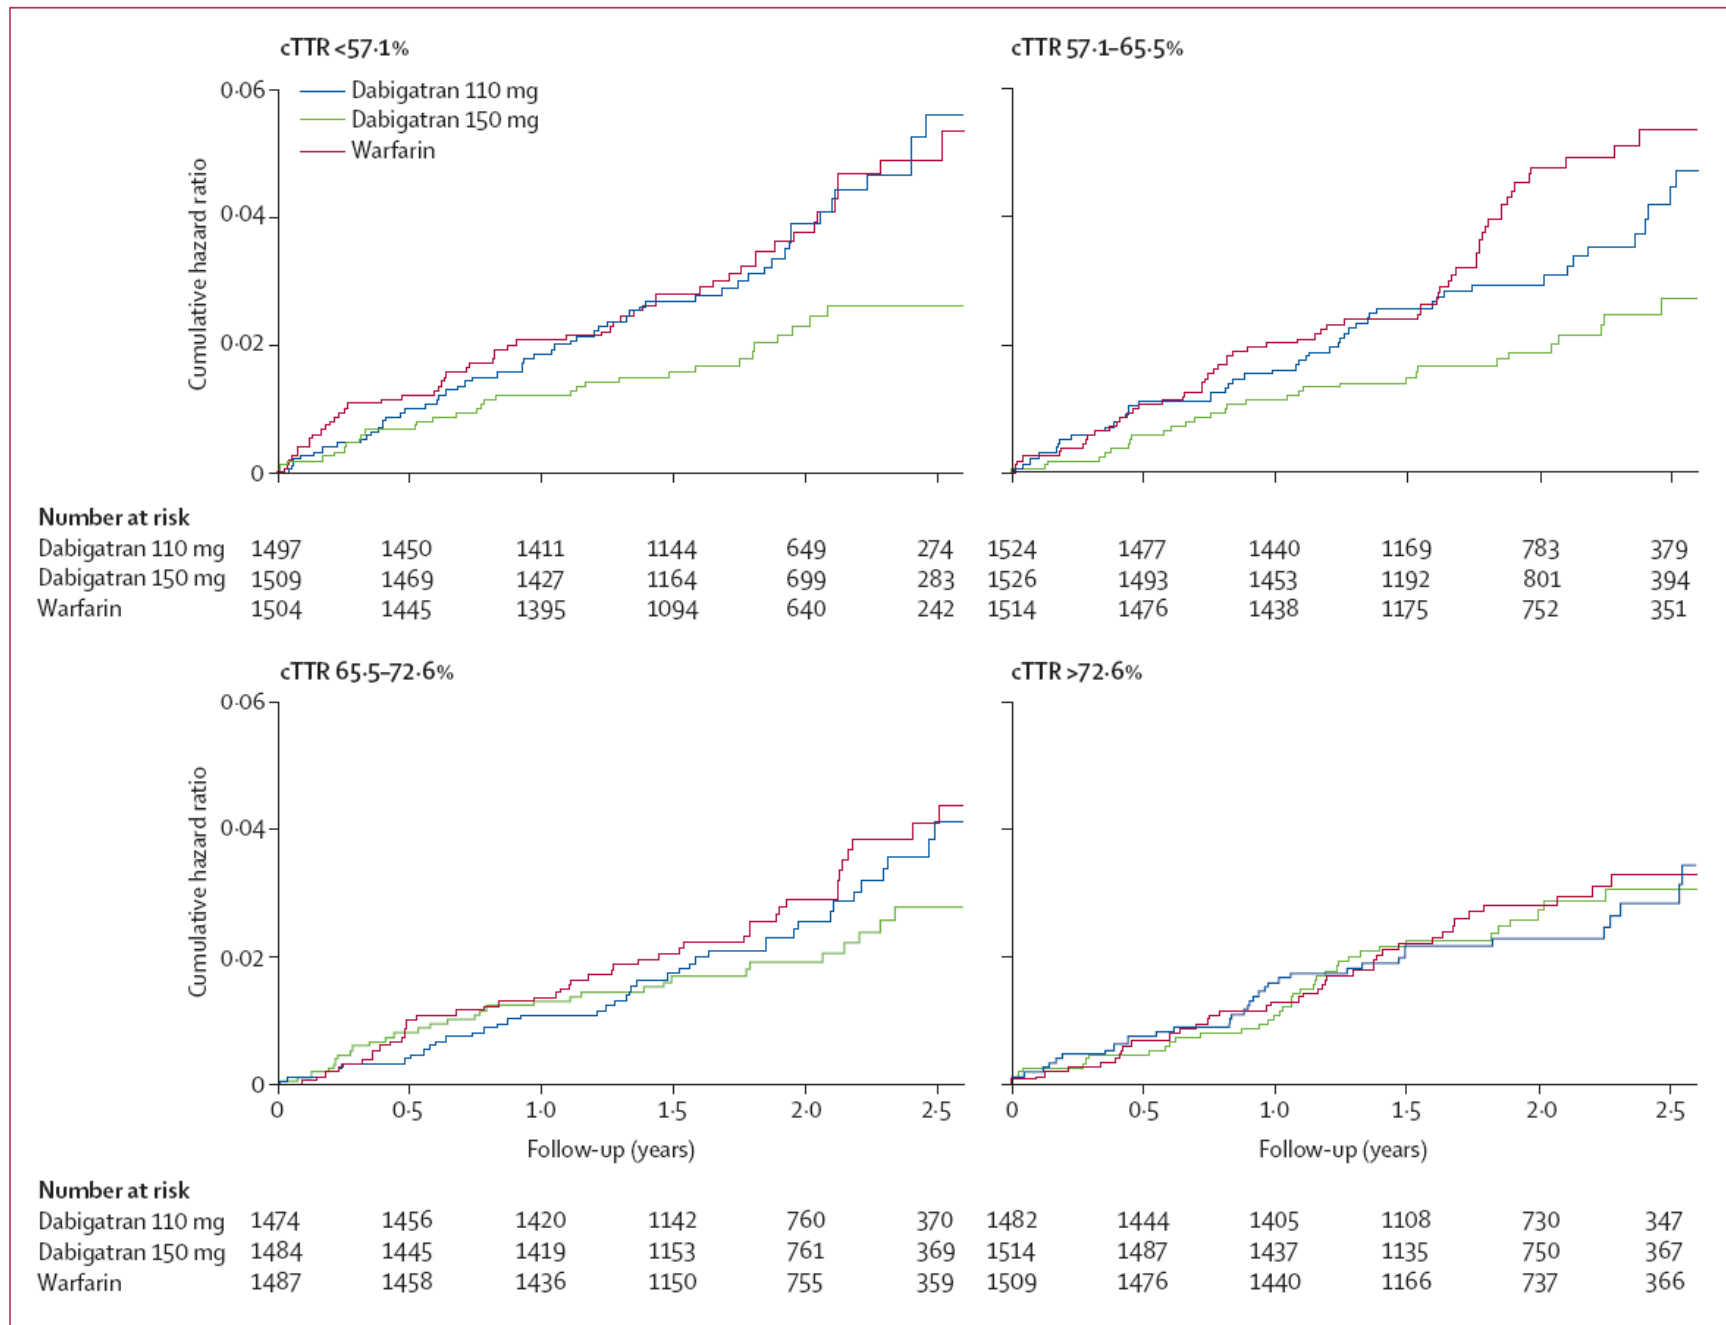 cTTR <57·1%
cTTR 57·1–65·5%
0·06
Dabigatran 110 mg
Dabigatran 150 mg
Warfarin
0·04
Cumulative hazard ratio
0·02
0
Number at risk
Dabigatran 110 mg 1497 1450 1411 1144 649 274 1524 1477 1440 1169 783 379
Dabigatran 150 mg 1509 1469 1427 1164 699 283 1526 1493 1453 1192 801 394
Warfarin 1504 1445 1395 1094 640 242 1514 1476 1438 1175 752 351
cTTR 65·5–72·6%
cTTR >72·6%
0·06
0·04
Cumulative hazard ratio
0·02
0
0 0·5 1·0 1·5 2·0 2·5 0 0·5 1·0 1·5 2·0 2·5
Follow-up (years)
Follow-up (years)
Number at risk
Dabigatran 110 mg 1474 1456 1420 1142 760 370 1482 1444 1405 1108 730 347
Dabigatran 150 mg 1484 1445 1419 1153 761 369 1514 1487 1437 1135 750 367
Warfarin 1487 1458 1436 1150 755 359 1509 1476 1440 1166 737 366